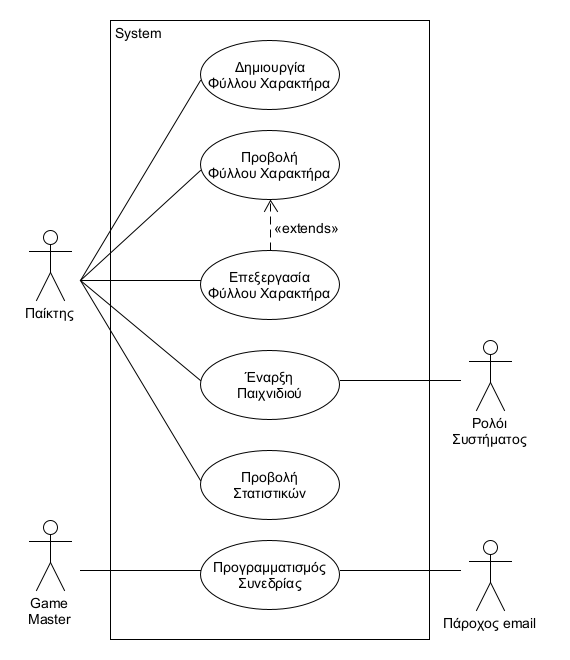 System
Δημιουργία
Φύλλου Χαρακτήρα
Προβολή
Φύλλου Χαρακτήρα
«extends»
Επεξεργασία
Φύλλου Χαρακτήρα
Παίκτης
Έναρξη
Παιχνιδιού
Ρολόι
Συστήματος
Προβολή
Στατιστικών
Game
Master
Προγραμματισμός
Συνεδρίας
Πάροχος email